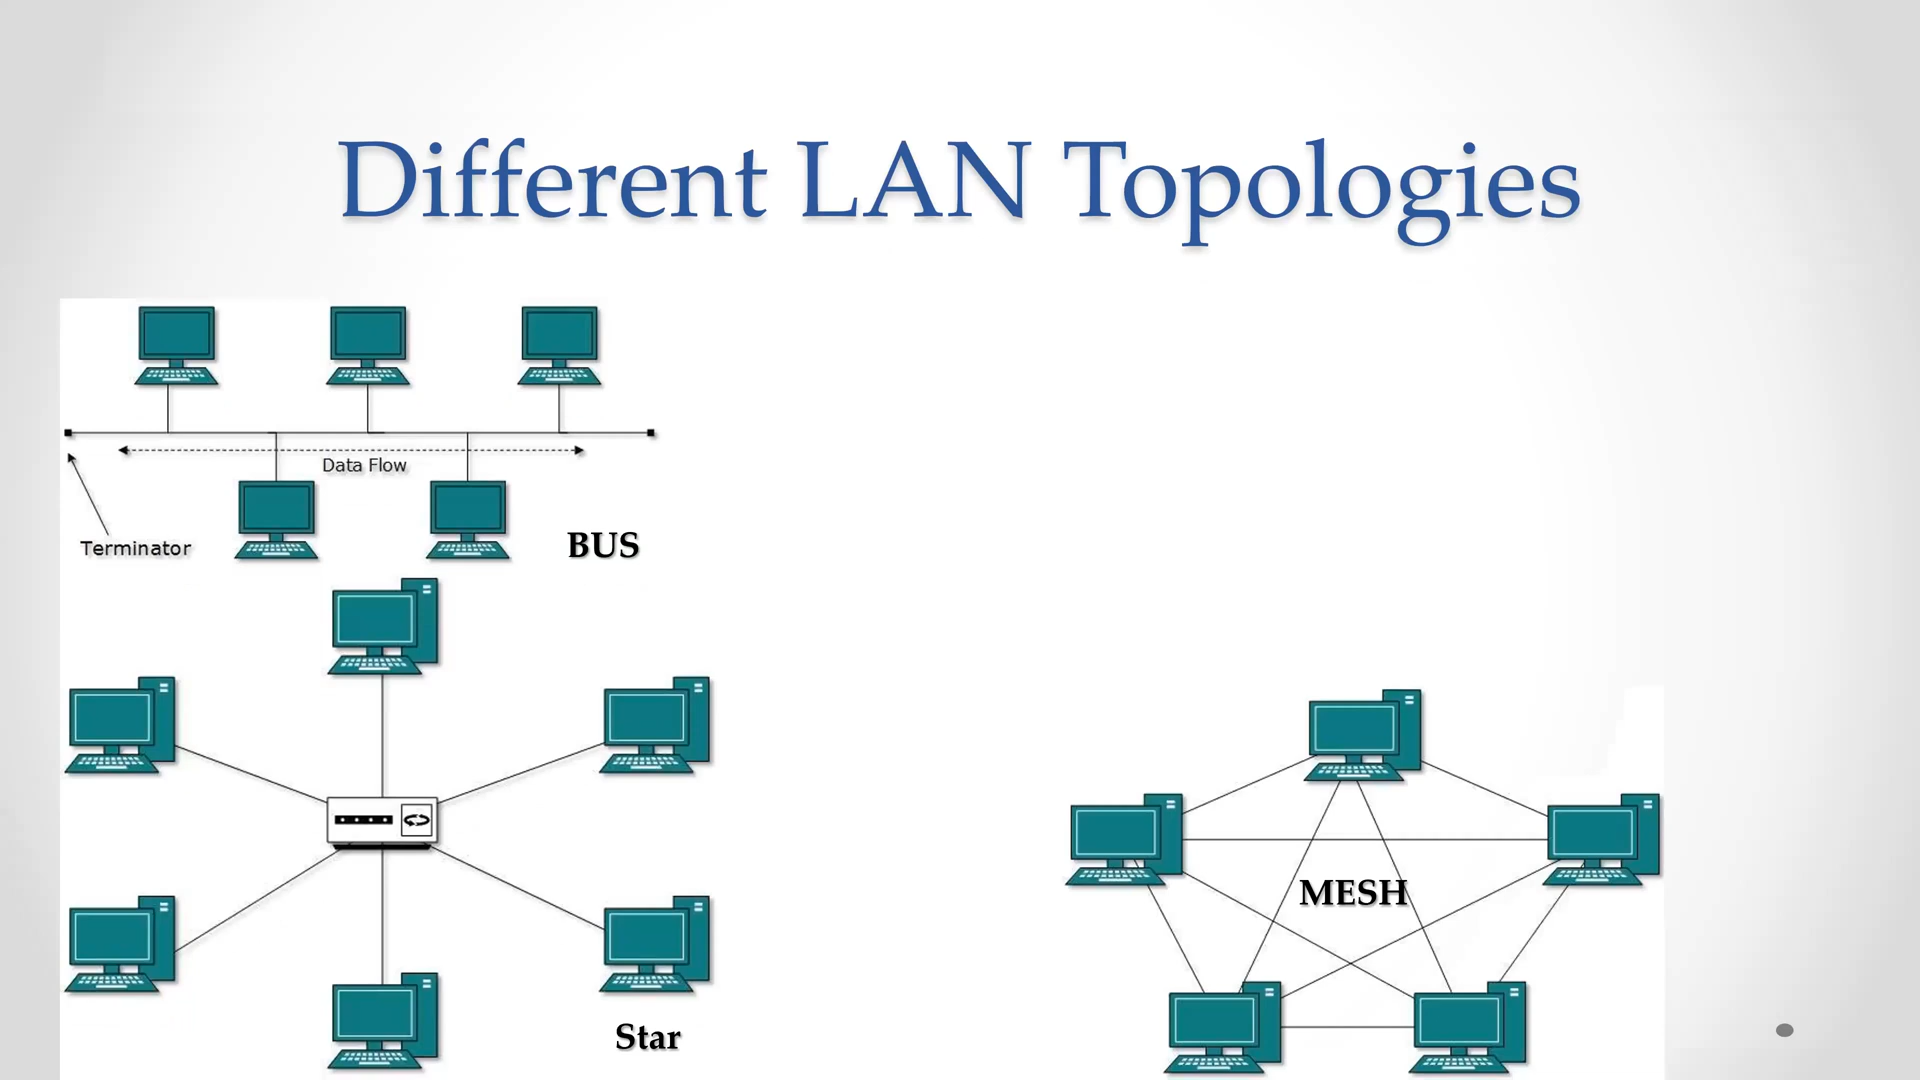 Different LAN Topologies
Data Flow
Terminator
BUS
Star
MESH